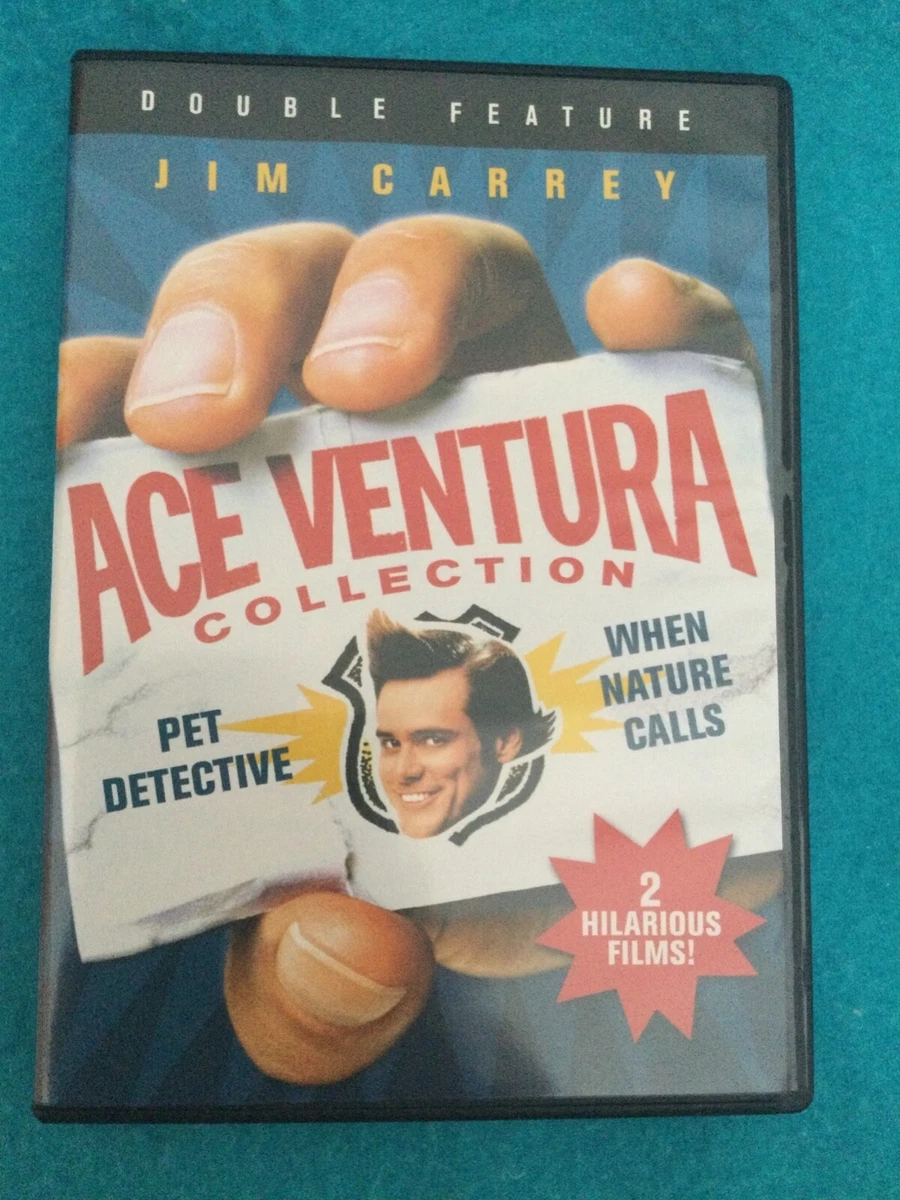 DOUBLE FEATURE
JIM CARREY
ACE VENTURA
COLLECTION
PET
DETECTIVE
WHEN
NATURE
CALLS
2
HILARIOUS
FILMS!